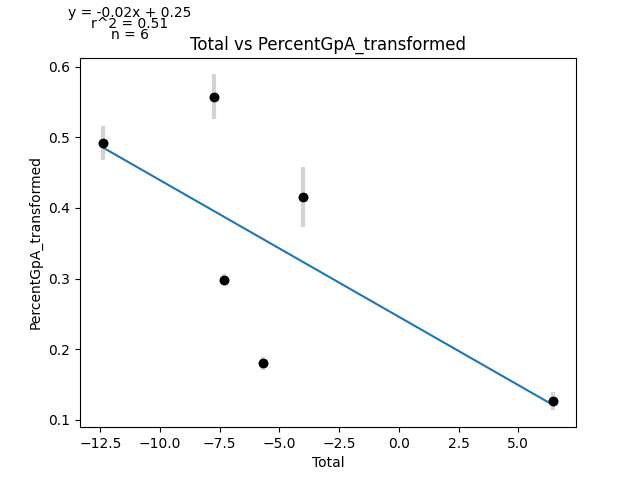 y = -0.02x + 0.25
r^2 = 0.51
n = 6
Total vs PercentGpA_transformed
PercentGpA_transformed
0.6
0.5
0.4
0.3
0.2
0.1
−12.5 −10.0 −7.5 −5.0 −2.5 0.0 2.5 5.0
Total